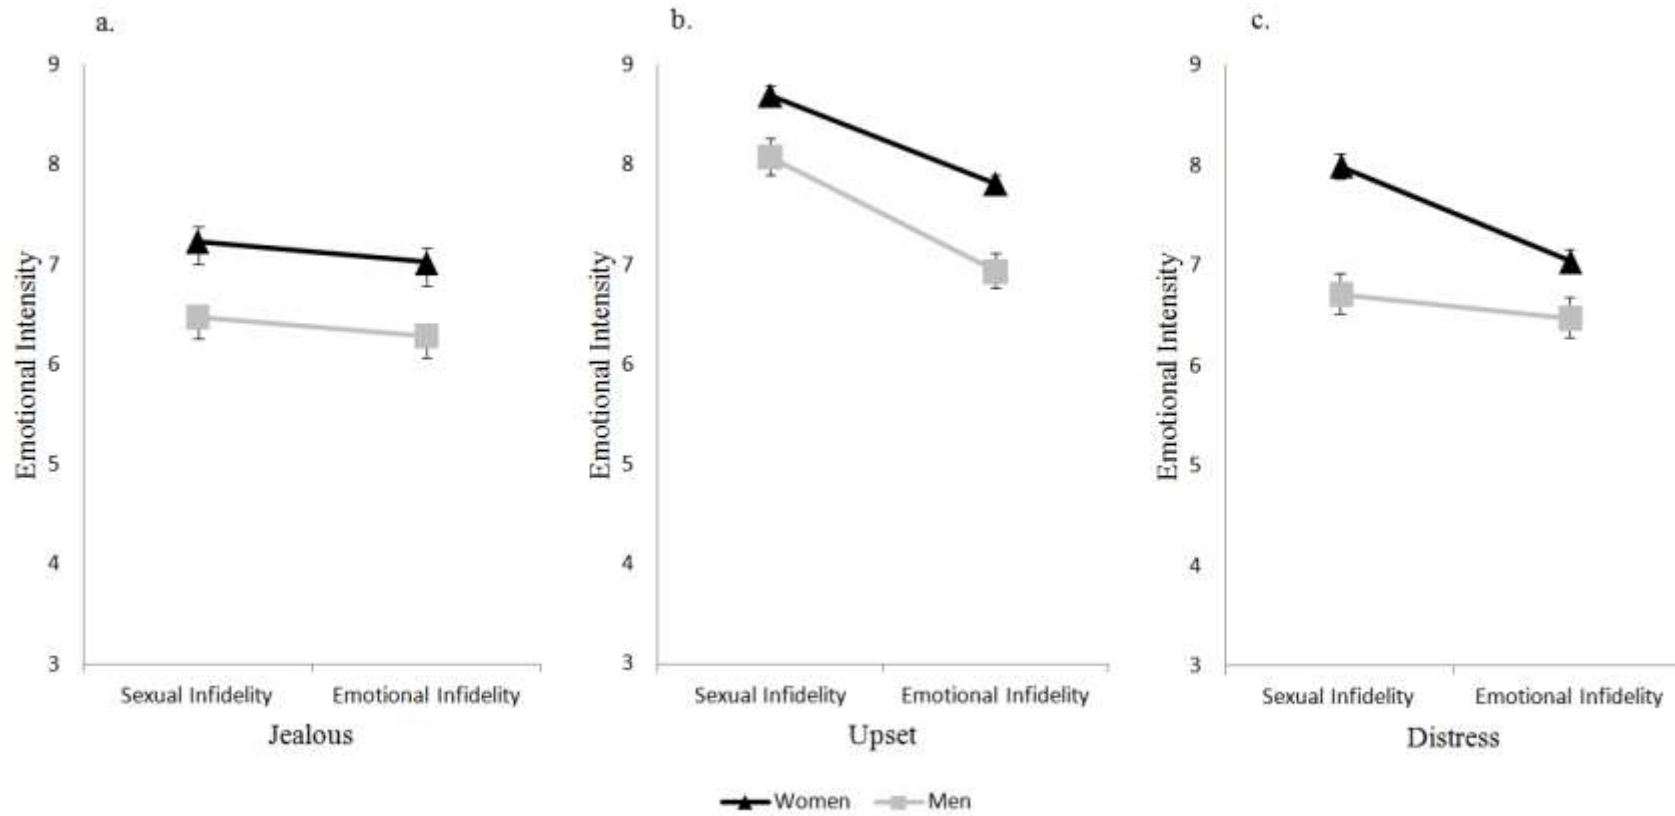 a.
9
8
7
6
5
4
3
Emotional Intensity
Sexual Infidelity
Emotional Infidelity
Jealous
b.
9
8
7
6
5
4
3
Emotional Intensity
Sexual Infidelity
Emotional Infidelity
Upset
c.
9
8
7
6
5
4
3
Emotional Intensity
Sexual Infidelity
Emotional Infidelity
Distress
Women
Men